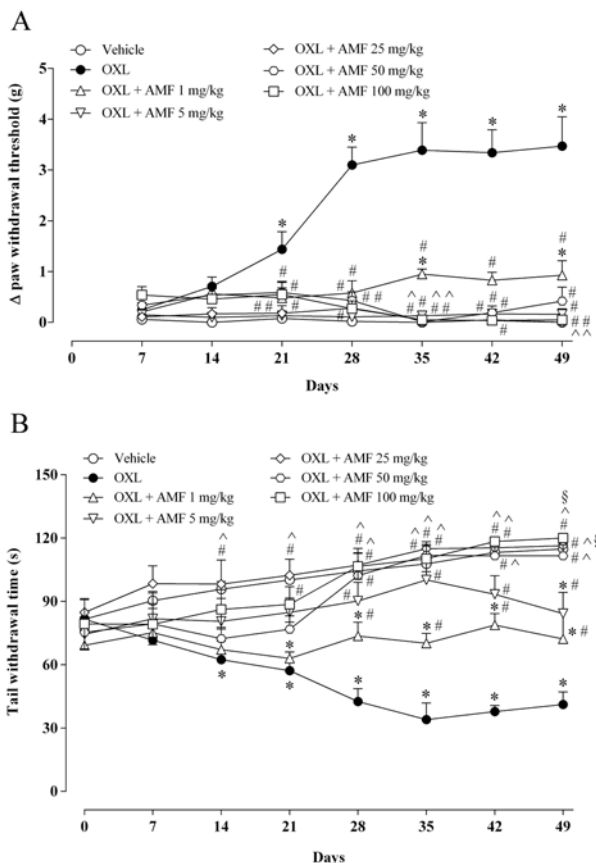 A
Vehicle
OXL
OXL + AMF 1 mg/kg
OXL + AMF 5 mg/kg
OXL + AMF 25 mg/kg
OXL + AMF 50 mg/kg
OXL + AMF 100 mg/kg
Δ paw withdrawal threshold (g)
5
4
3
2
1
0
* * * * *
# # # # #
* *
# # # # # # # ^ # ^ ^ # # # #
# # # # # # # # #
^ ^
0 7 14 21 28 35 42 49
Days
B
Vehicle
OXL
OXL + AMF 1 mg/kg
OXL + AMF 5 mg/kg
OXL + AMF 25 mg/kg
OXL + AMF 50 mg/kg
OXL + AMF 100 mg/kg
Tail withdrawal time (s)
150
120
90
60
30
0
§
^ ^ ^ ^ ^ ^
# # # # # #
# ^ # ^ # ^ # ^ §
# # # ^ # ^
# # # * # * #
* * # # * # * #
* * * * * *
0 7 14 21 28 35 42 49
Days